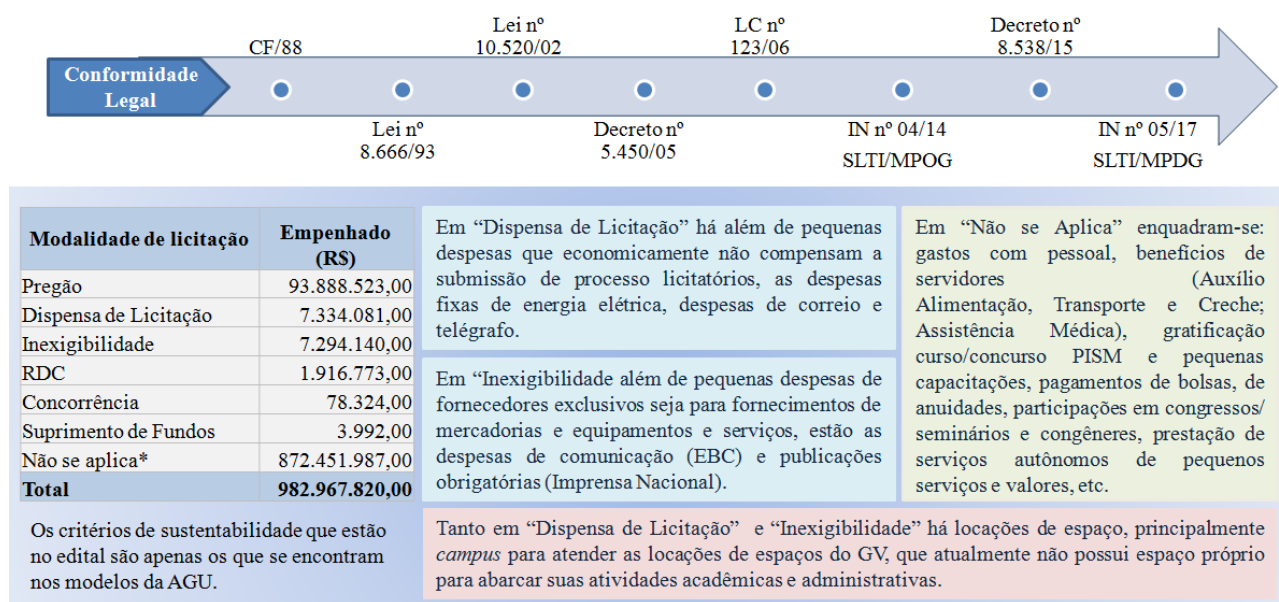 Conformidade
Legal
CF/88
Lei nº
8.666/93
Lei nº
10.520/02
Decreto nº
5.450/05
LC nº
123/06
IN nº 04/14
SLTI/MPOG
Decreto nº
8.538/15
IN nº 05/17
SLTI/MPDG
Modalidade de licitação Empenhado
(R$)
Pregão 93.888.523,00
Dispensa de Licitação 7.334.081,00
Inexigibilidade 7.294.140,00
RDC 1.916.773,00
Concorrência 78.324,00
Suprimento de Fundos 3.992,00
Não se aplica* 872.451.987,00
Total 982.967.820,00
Os critérios de sustentabilidade que estão
no edital são apenas os que se encontram
nos modelos da AGU.
Em “Dispensa de Licitação” há além de pequenas
despesas que economicamente não compensam a
submissão de processo licitatórios, as despesas
fixas de energia elétrica, despesas de correio e
telégrafo.
Em “Inexigibilidade além de pequenas despesas de
fornecedores exclusivos seja para fornecimentos de
mercadorias e equipamentos e serviços, estão as
despesas de comunicação (EBC) e publicações
obrigatórias (Imprensa Nacional).
Em “Não se Aplica” enquadram-se:
gastos com pessoal, benefícios de
servidores (Auxílio
Alimentação, Transporte e Creche;
Assistência Médica), gratificação
curso/concurso PISM e pequenas
capacitações, pagamentos de bolsas, de
anuidades, participações em congressos/
seminários e congêneres, prestação de
serviços autônomos de pequenos
serviços e valores, etc.
Tanto em “Dispensa de Licitação” e “Inexigibilidade” há locações de espaço, principalmente
campus para atender as locações de espaços do GV, que atualmente não possui espaço próprio
para abarcar suas atividades acadêmicas e administrativas.